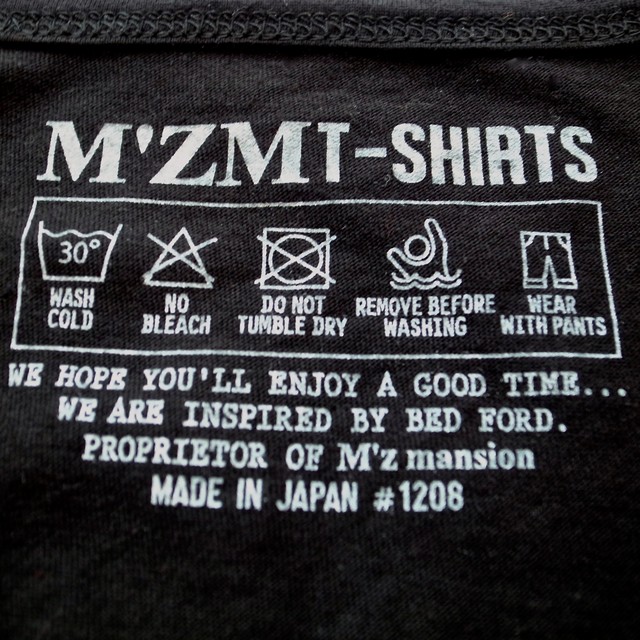 M'ZMT-SHIRTS
30°
WASH COLD
NO BLEACH
DO NOT TUMBLE DRY
REMOVE BEFORE WASHING
WEAR WITH PANTS
WE HOPE YOU'LL ENJOY A GOOD TIME...
WE ARE INSPIRED BY BED FORD.
PROPRIETOR OF M'z mansion
MADE IN JAPAN #1208